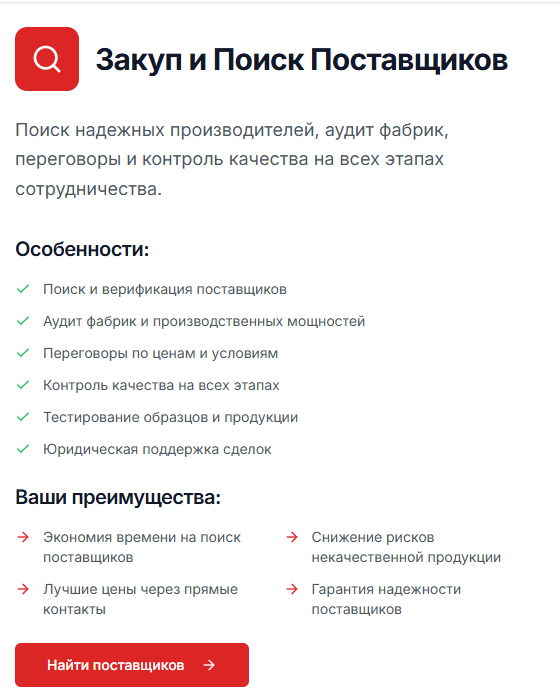 Закуп и Поиск Поставщиков
Поиск надежных производителей, аудит фабрик,
переговоры и контроль качества на всех этапах
сотрудничества.
Особенности:
Поиск и верификация поставщиков
Аудит фабрик и производственных мощностей
Переговоры по ценам и условиям
Контроль качества на всех этапах
Тестирование образцов и продукции
Юридическая поддержка сделок
Ваши преимущества:
Экономия времени на поиск
поставщиков
Снижение рисков
некачественной продукции
Лучшие цены через прямые
контакты
Гарантия надежности
поставщиков
Найти поставщиков